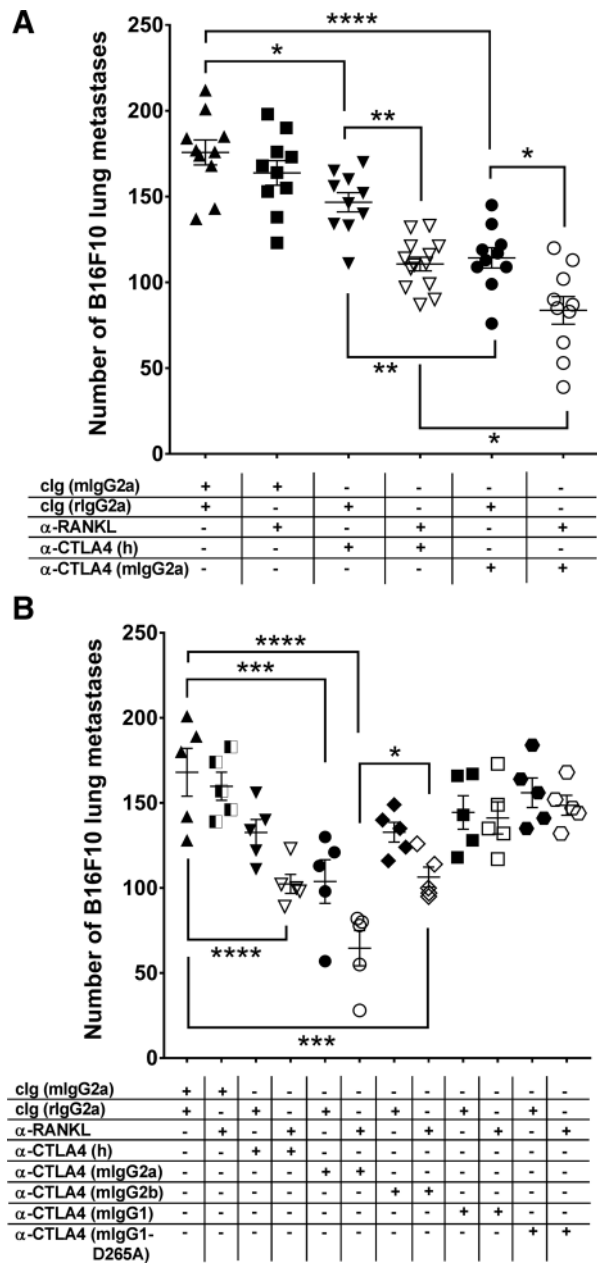 A
****
*
**
*
**
*
250
200
150
100
50
0
Number of B16F10 lung metastases
cIg (mIgG2a) + + - - - -
cIg (rIgG2a) + - + - + -
α-RANKL - + - + - +
α-CTLA4 (h) - - + + - -
α-CTLA4 (mIgG2a) - - - - + +
B
****
***
*
****
***
250
200
150
100
50
0
Number of B16F10 lung metastases
cIg (mIgG2a) + + - - - - - - - - - -
cIg (rIgG2a) + - + - + - + - + - + -
α-RANKL - + - + - + - + - + - +
α-CTLA4 (h) - - + + - - - - - - - -
α-CTLA4 (mIgG2a) - - - - + + - - - - - -
α-CTLA4 (mIgG2b) - - - - - - + + - - - -
α-CTLA4 (mIgG1) - - - - - - - - + + - -
α-CTLA4 (mIgG1- - - - - - - - - - - + +
D265A)